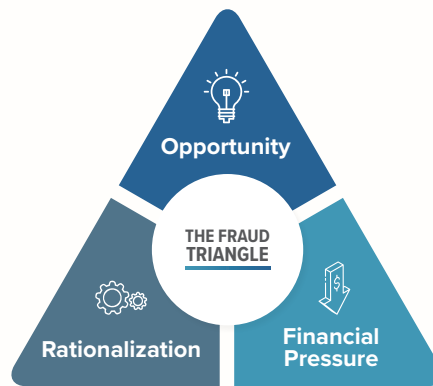 Opportunity
THE FRAUD
TRIANGLE
$
Rationalization
Financial
Pressure